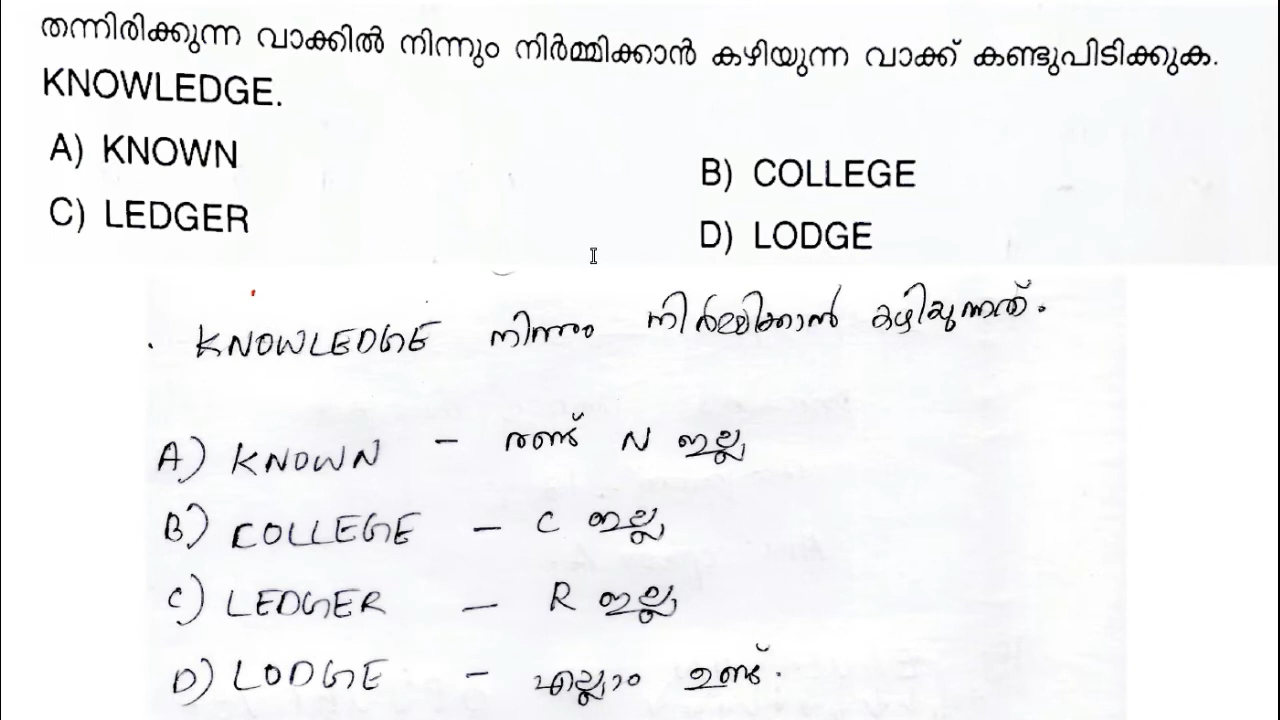 തന്നിരിക്കുന്ന വാക്കിൽ നിന്നും നിർമ്മിക്കാൻ കഴിയുന്ന വാക്ക് കണ്ടുപിടിക്കുക.
KNOWLEDGE.
A) KNOWN
B) COLLEGE
C) LEDGER
D) LODGE
KNOWLEDGE നിന്നും നിർമ്മിക്കാൻ കഴിയുന്നത്.
A) KNOWN - രണ്ട് N ഇല്ല
B) COLLEGE - C ഇല്ല
C) LEDGER - R ഇല്ല
D) LODGE - എല്ലാം ഉണ്ട്.